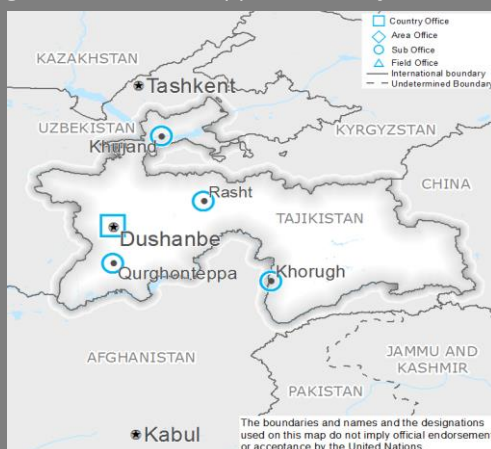 Country Office
Area Office
Sub Office
Field Office
International boundary
Undetermined Boundary
KAZAKHSTAN
Tashkent
UZBEKISTAN
KYRGYZSTAN
Khujand
CHINA
Rasht
TAJIKISTAN
Dushanbe
Qurghonteppa
Khorugh
AFGHANISTAN
JAMMU AND
KASHMIR
PAKISTAN
Kabul
The boundaries and names and the designations
used on this map do not imply official endorsement
or acceptance by the United Nations